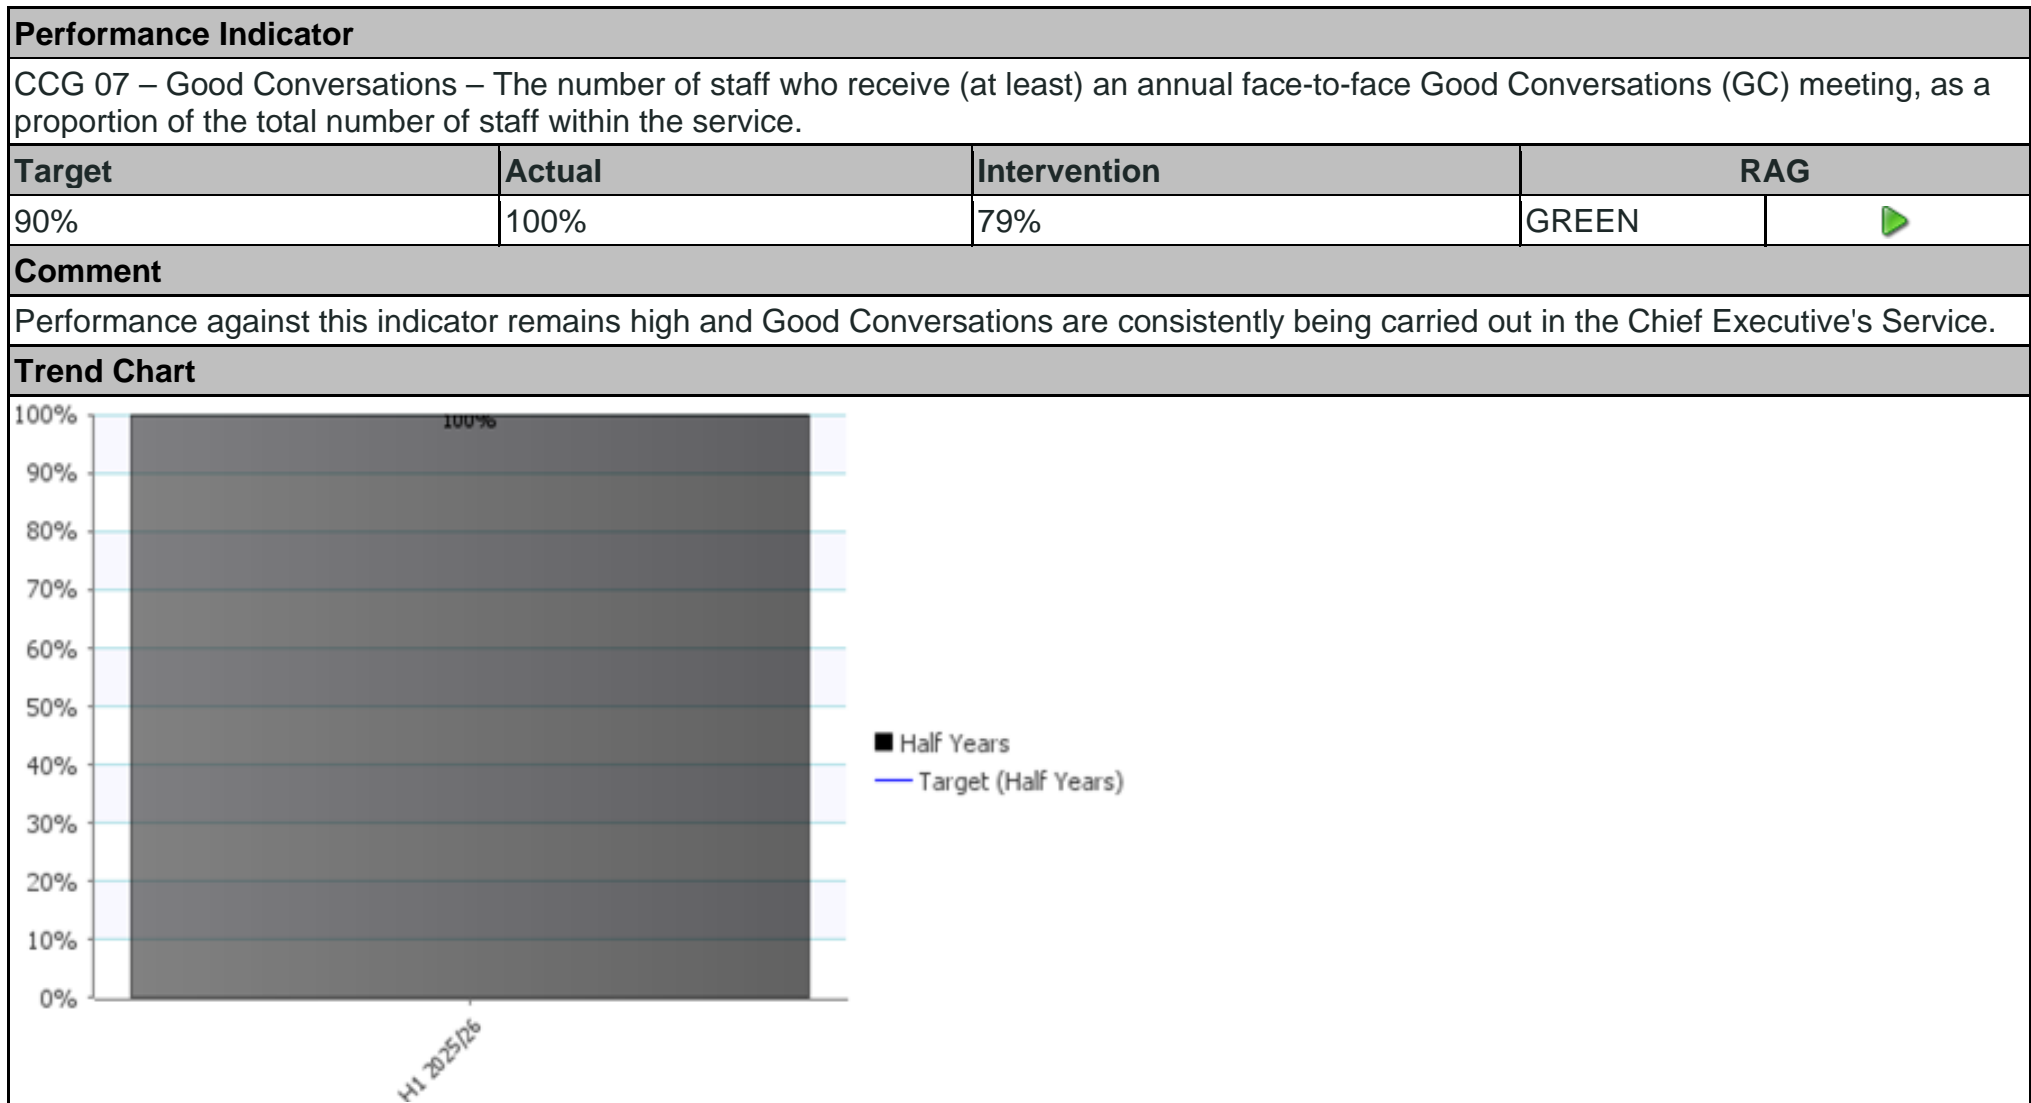 Performance Indicator
CCG 07 – Good Conversations – The number of staff who receive (at least) an annual face-to-face Good Conversations (GC) meeting, as a
proportion of the total number of staff within the service.
Target Actual Intervention RAG
90% 100% 79% GREEN
Comment
Performance against this indicator remains high and Good Conversations are consistently being carried out in the Chief Executive's Service.
Trend Chart
100%
100%
90%
80%
70%
60%
50%
40%
30%
20%
10%
0%
H1 2025/26
Half Years
Target (Half Years)